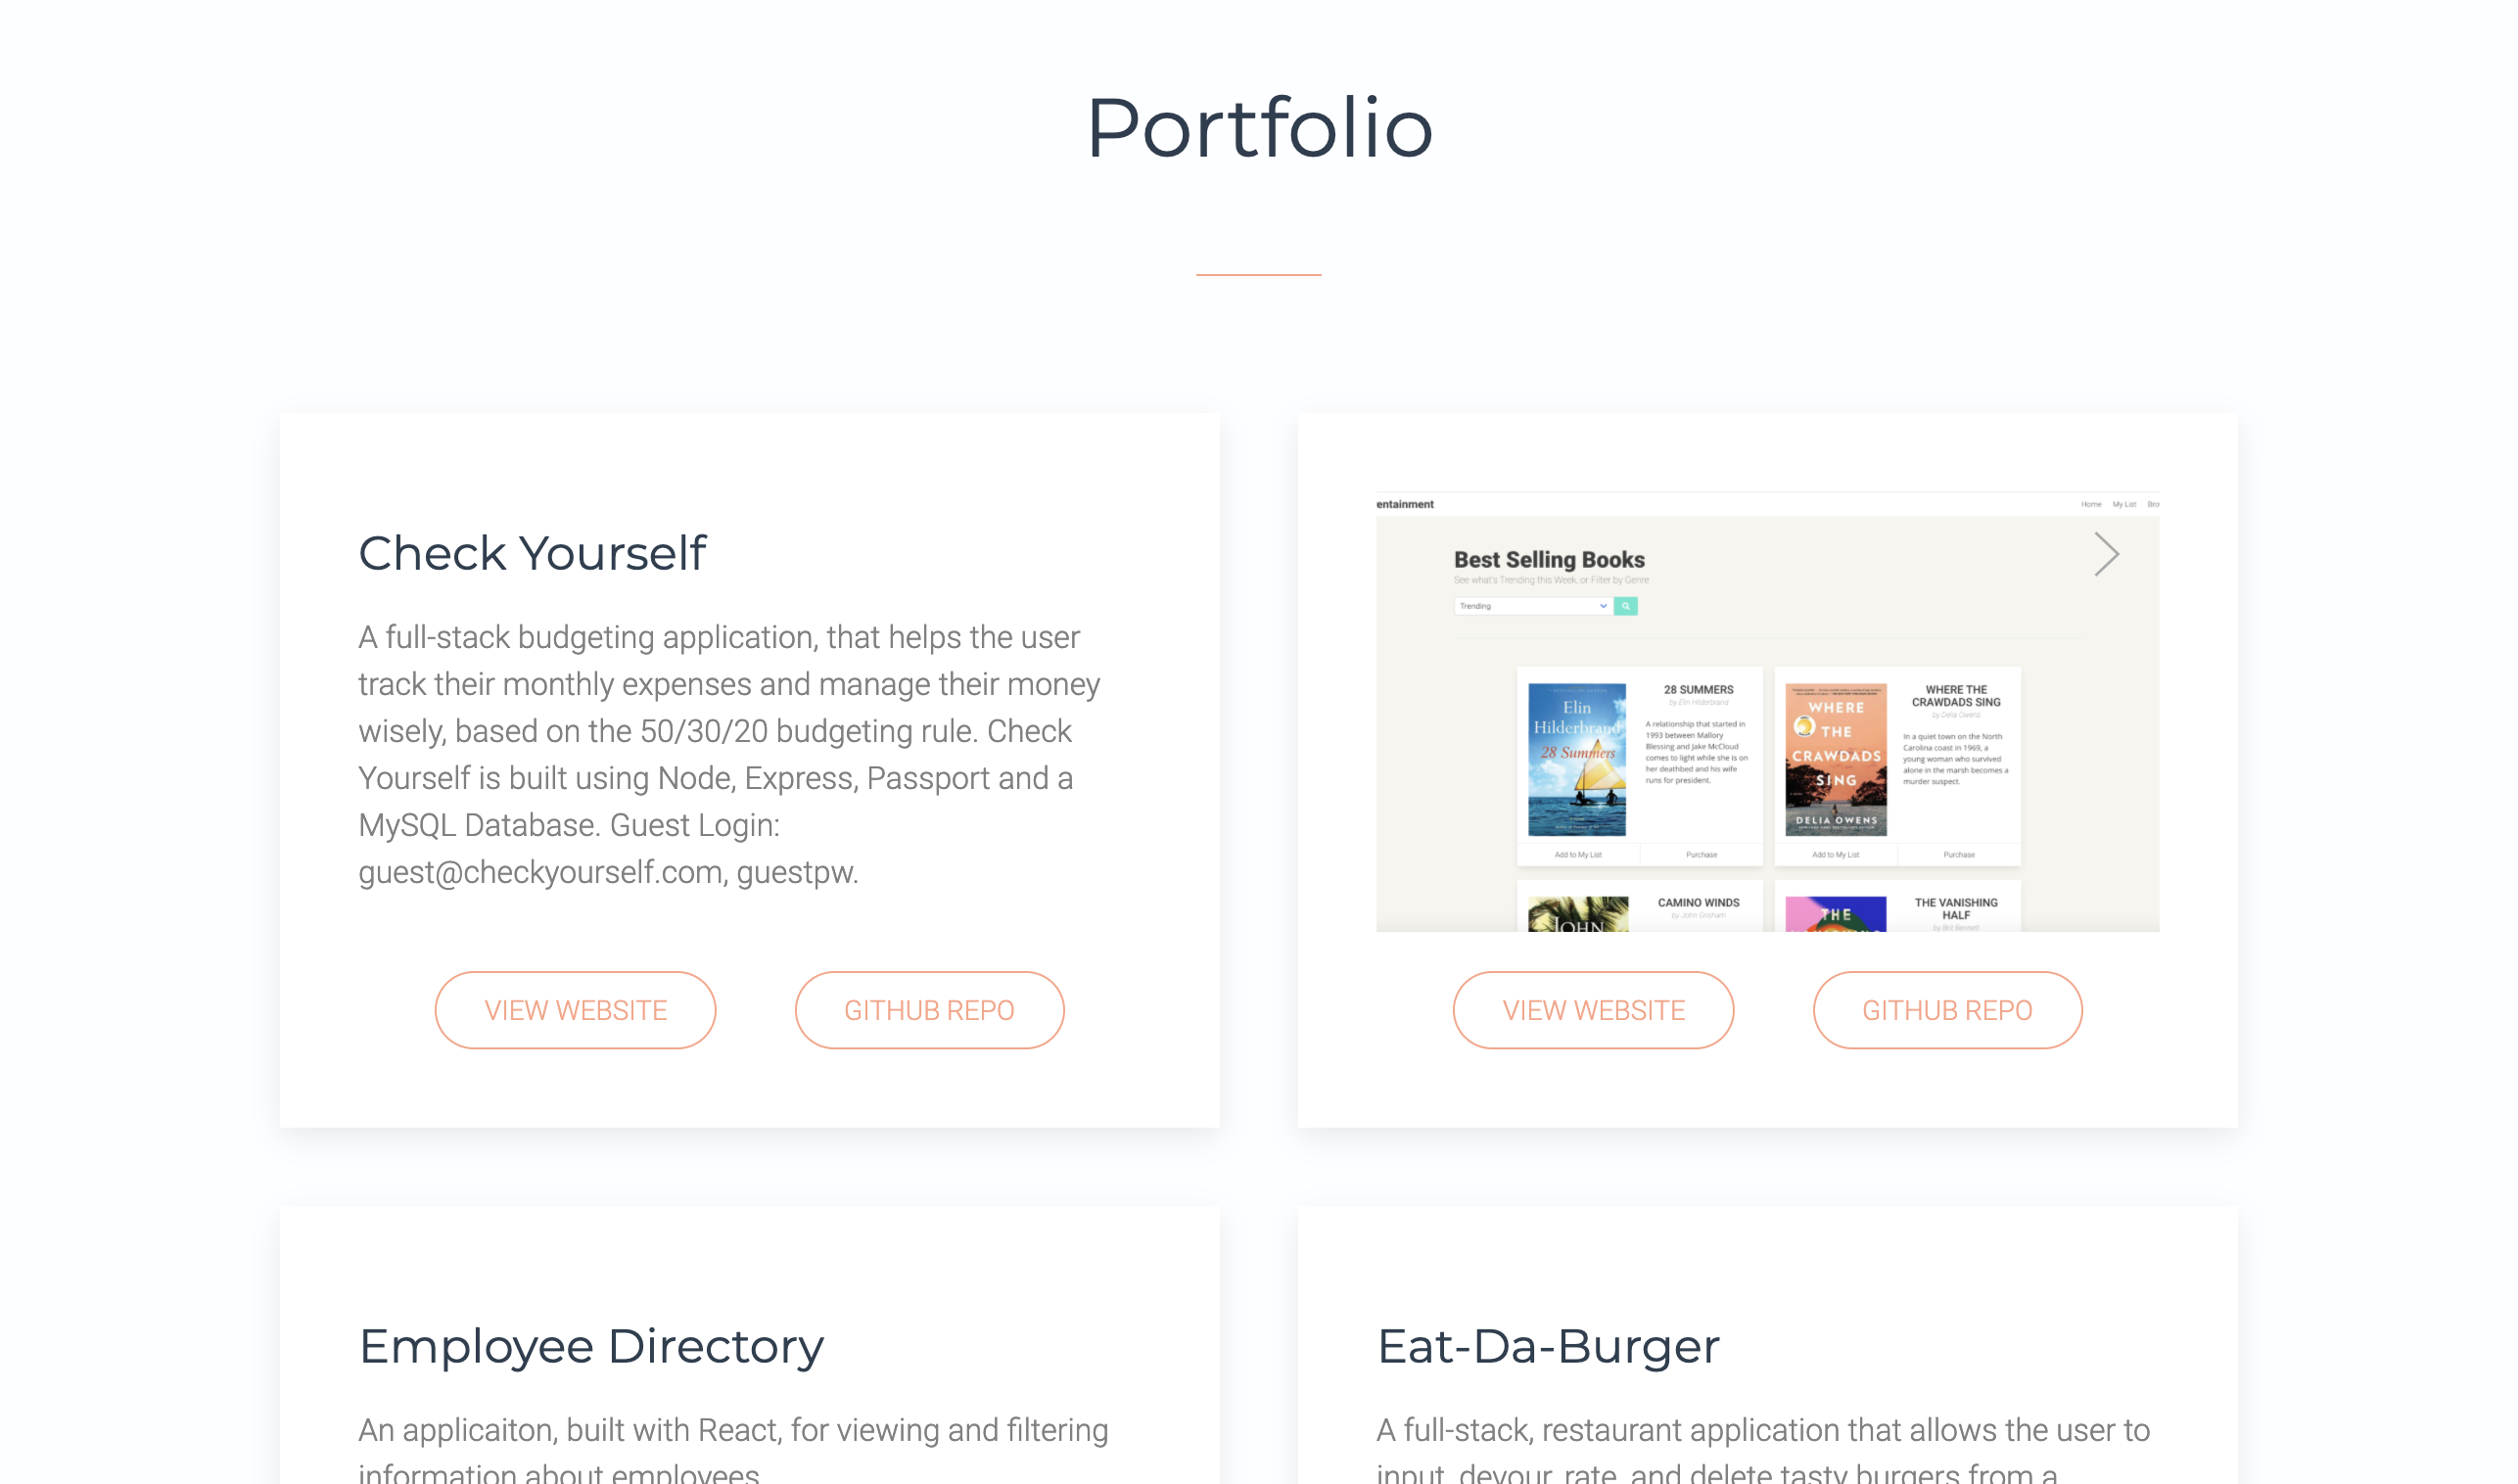 Portfolio
Check Yourself
A full-stack budgeting application, that helps the user
track their monthly expenses and manage their money
wisely, based on the 50/30/20 budgeting rule. Check
Yourself is built using Node, Express, Passport and a
MySQL Database. Guest Login:
guest@checkyourself.com, guestpw.
VIEW WEBSITE
GITHUB REPO
entainment
Home
My List
Bro
Best Selling Books
See what's Trending this Week, or Filter by Genre
Trending
Elin
Hilderbrand
28 Summers
28 SUMMERS
by Elin Hilderbrand
A relationship that started in
1993 between Mallory
Blessing and Jake McCloud
comes to light while she is on
her deathbed and his wife
runs for president.
Add to My List
Purchase
WHERE
THE
CRAWDADS
SING
DELIA OWENS
WHERE THE
CRAWDADS SING
by Delia Owens
In a quiet town on the North
Carolina coast in 1969, a
young woman who survived
alone in the marsh becomes a
murder suspect.
Add to My List
Purchase
JOHN
CAMINO WINDS
by John Grisham
THE
THE VANISHING
HALF
by Brit Bennett
VIEW WEBSITE
GITHUB REPO
Employee Directory
An applicaiton, built with React, for viewing and filtering
information about employees.
Eat-Da-Burger
A full-stack, restaurant application that allows the user to
input, devour, rate, and delete tasty burgers from a